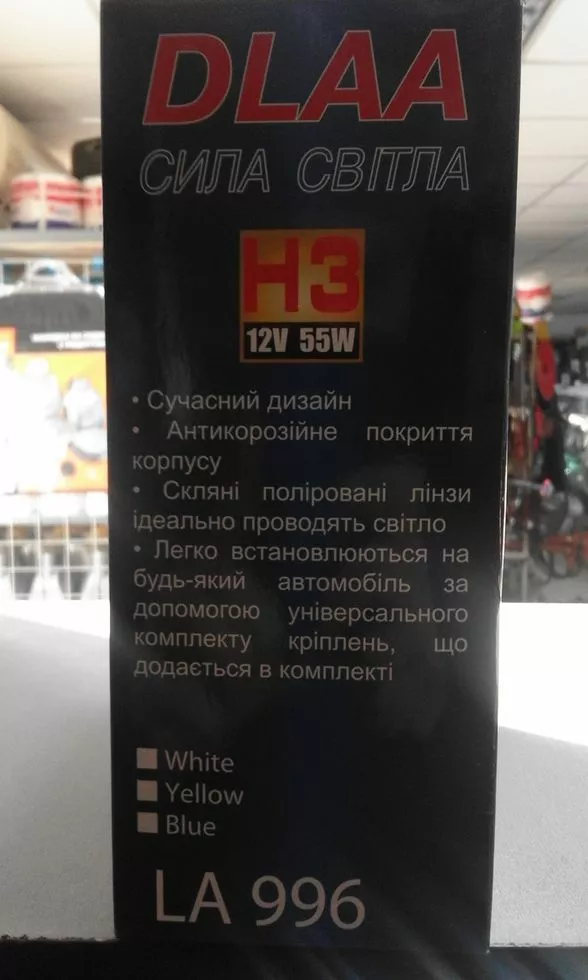 DLAA
СИЛА СВІТЛА
H3
12V 55W
• Сучасний дизайн
• Антикорозійне покриття
корпусу
• Скляні поліровані лінзи
ідеально проводять світло
• Легко встановлюються на
будь-який автомобіль за
допомогою універсального
комплекту кріплень, що
додається в комплекті
White
Yellow
Blue
LA 996